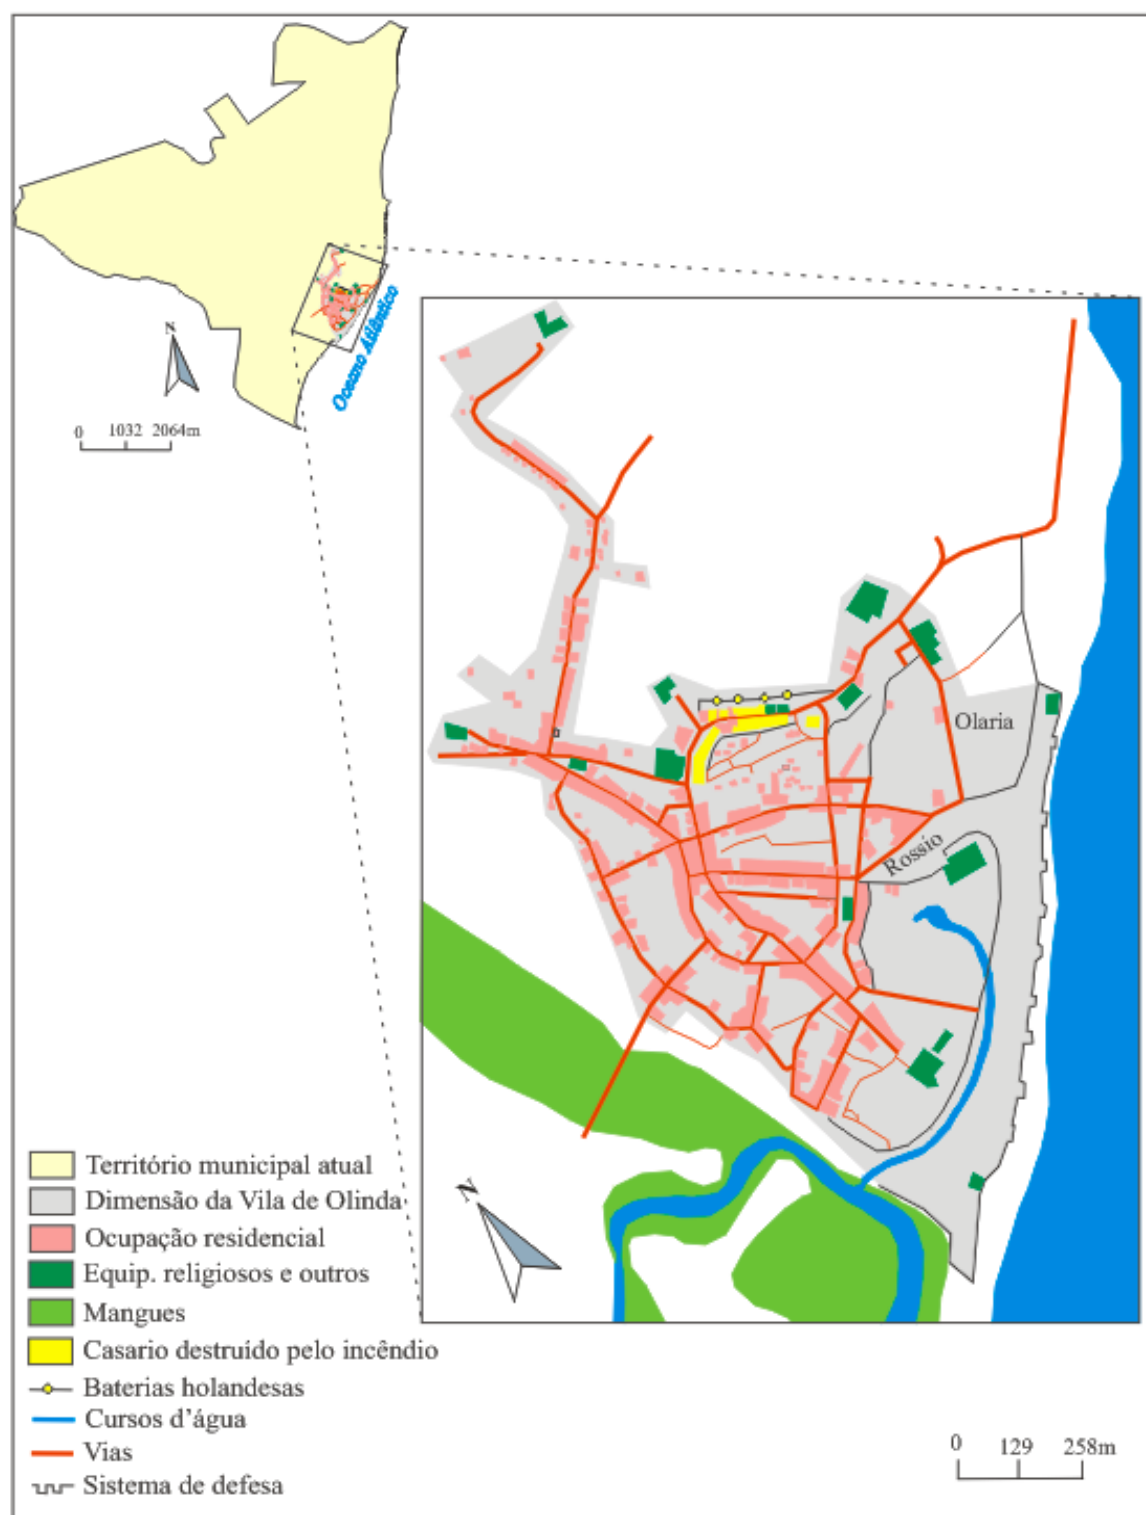 Oceano Atlântico
N
0 1032 2064m
Olaria
Rossio
N
Território municipal atual
Dimensão da Vila de Olinda
Ocupação residencial
Equip. religiosos e outros
Mangues
Casario destruído pelo incêndio
Baterias holandesas
Cursos d’água
Vias
Sistema de defesa
0 129 258m